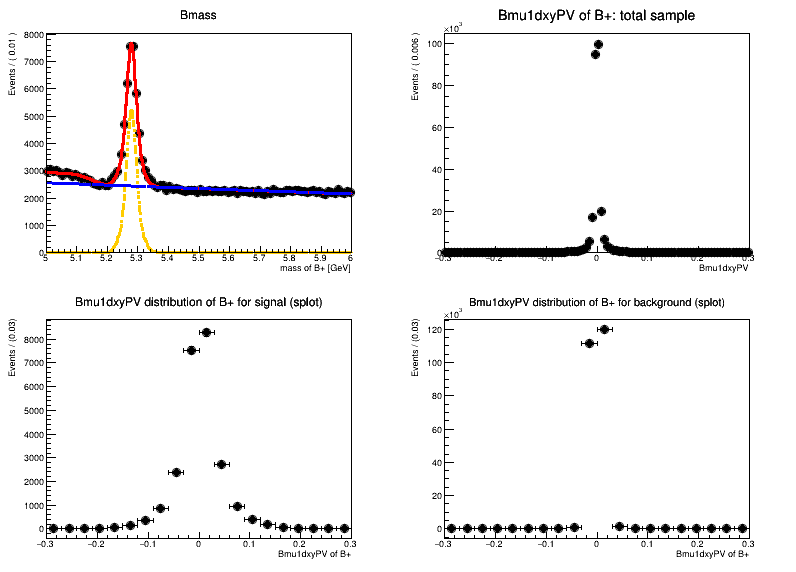 Bmass
Events / ( 0.01 )
8000
7000
6000
5000
4000
3000
2000
1000
0
5 5.1 5.2 5.3 5.4 5.5 5.6 5.7 5.8 5.9 6
mass of B+ [GeV]
Bmu1dxyPV of B+: total sample
×10³
Events / ( 0.006 )
100
80
60
40
20
0
−0.3 −0.2 −0.1 0 0.1 0.2 0.3
Bmu1dxyPV
Bmu1dxyPV distribution of B+ for signal (splot)
Events / (0.03)
8000
7000
6000
5000
4000
3000
2000
1000
0
−0.3 −0.2 −0.1 0 0.1 0.2 0.3
Bmu1dxyPV of B+
Bmu1dxyPV distribution of B+ for background (splot)
×10³
Events / (0.03)
120
100
80
60
40
20
0
−0.3 −0.2 −0.1 0 0.1 0.2 0.3
Bmu1dxyPV of B+